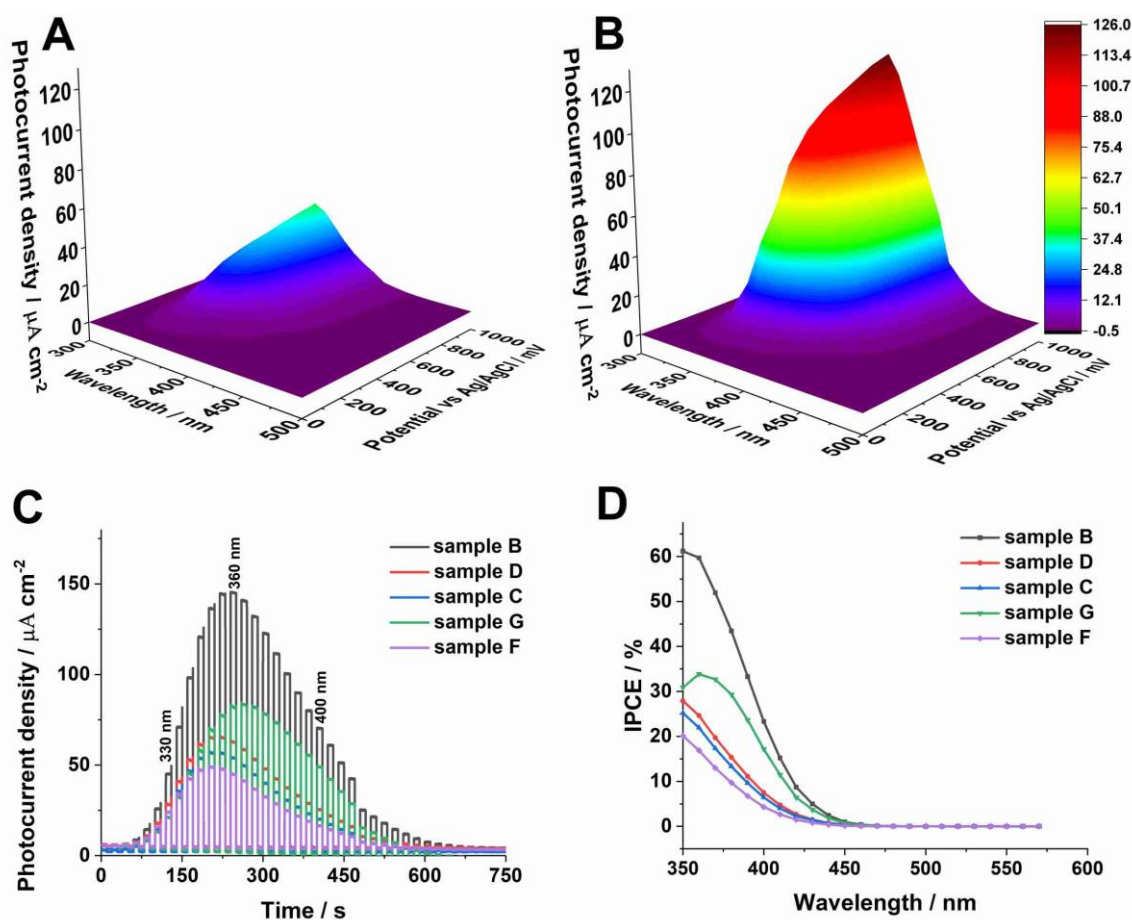 A
Photocurrent density / μA cm-2
120
100
80
60
40
20
0
300
350
400
450
500
Wavelength / nm
0
200
400
600
800
1000
Potential vs Ag/AgCl / mV
B
Photocurrent density / μA cm-2
120
100
80
60
40
20
0
300
350
400
450
500
Wavelength / nm
0
200
400
600
800
1000
Potential vs Ag/AgCl / mV
126.0
113.4
100.7
88.0
75.4
62.7
50.1
37.4
24.8
12.1
-0.5
C
Photocurrent density / μA cm-2
150
100
50
0
0
150
300
450
600
750
Time / s
330 nm
360 nm
400 nm
sample B
sample D
sample C
sample G
sample F
D
IPCE / %
60
50
40
30
20
10
0
350
400
450
500
550
600
Wavelength / nm
sample B
sample D
sample C
sample G
sample F